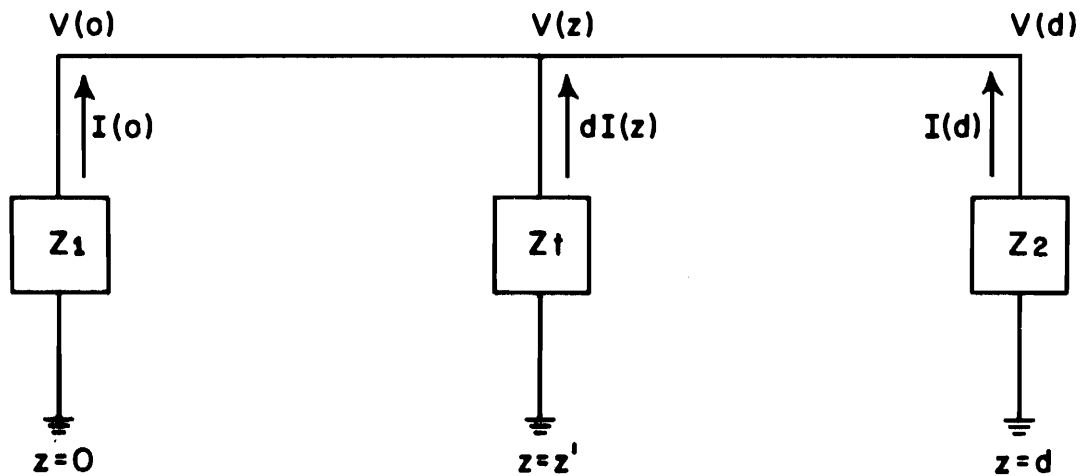 V(o) V(z) V(d)
I(o) dI(z) I(d)
Z1 Zt Z2
z=0 z=z' z=d